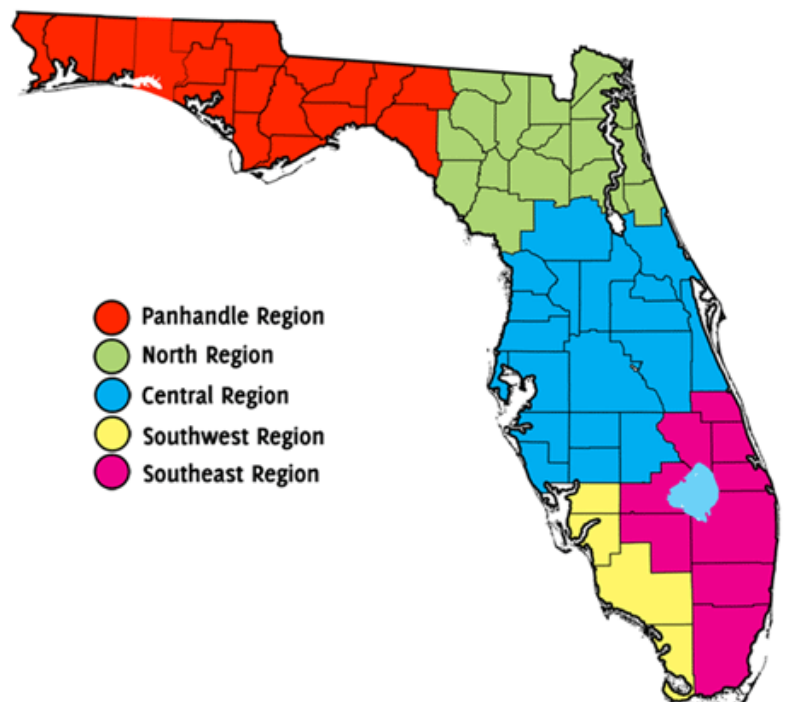 Panhandle Region
North Region
Central Region
Southwest Region
Southeast Region